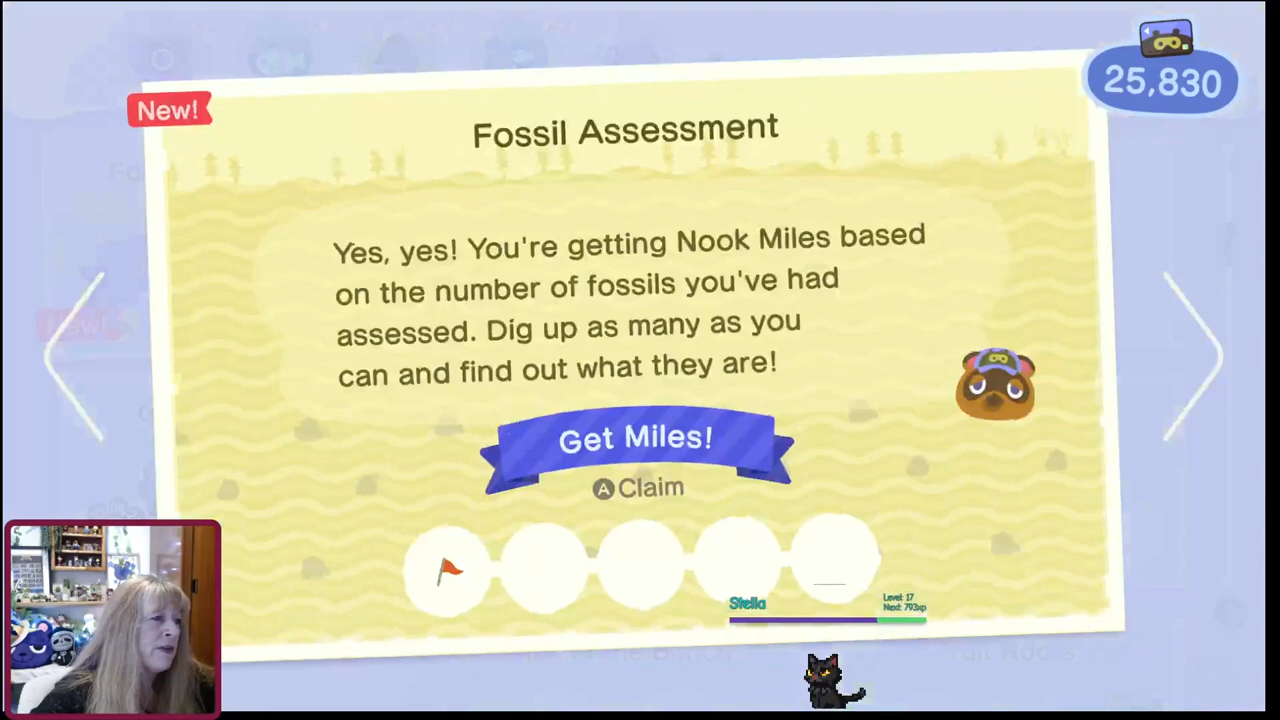 25,830
New!
Fossil Assessment
Yes, yes! You're getting Nook Miles based
on the number of fossils you've had
assessed. Dig up as many as you
can and find out what they are!
Get Miles!
A Claim
Stella
Level: 17
Next: 793xp